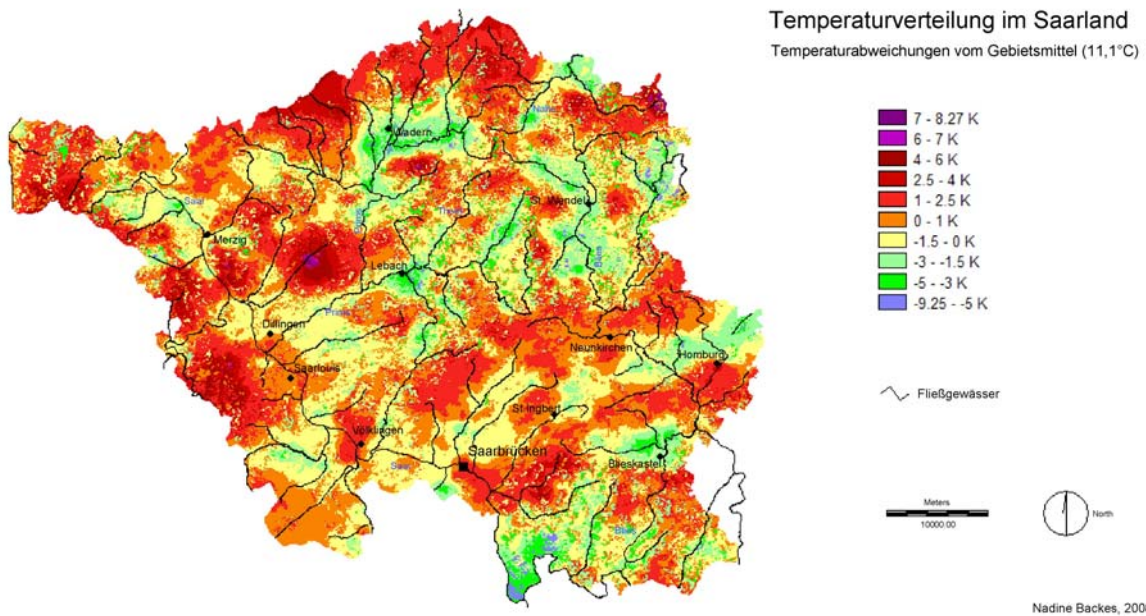 Temperaturverteilung im Saarland
Temperaturabweichungen vom Gebietsmittel (11,1°C)
7 - 8.27 K
6 - 7 K
4 - 6 K
2.5 - 4 K
1 - 2.5 K
0 - 1 K
-1.5 - 0 K
-3 - -1.5 K
-5 - -3 K
-9.25 - -5 K
Fließgewässer
Meters
10000.00
North
Nahe
Wadern
Saar
St. Wendel
Merzig
Lebach
Blies
Prims
Dillingen
Neunkirchen
Homburg
Saarlouis
St.Ingbert
Völklingen
Saarbrücken
Saar
Blieskastel
Blies
Nadine Backes, 200